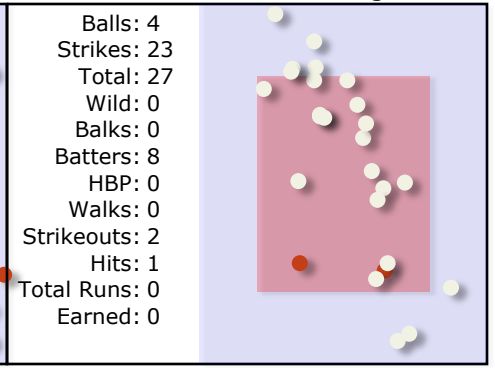 Balls: 4
Strikes: 23
Total: 27
Wild: 0
Balks: 0
Batters: 8
HBP: 0
Walks: 0
Strikeouts: 2
Hits: 1
Total Runs: 0
Earned: 0